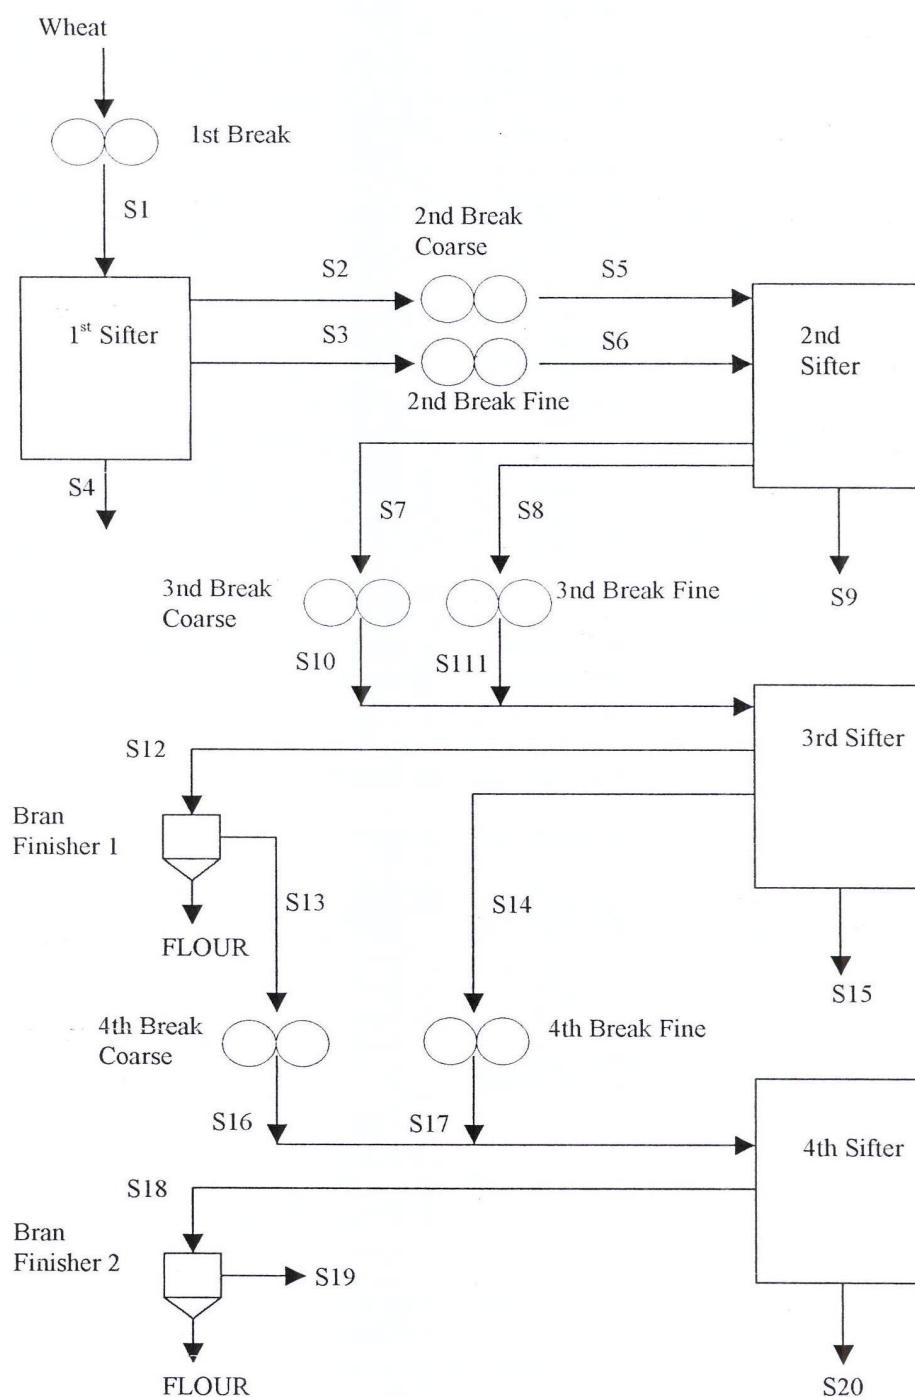 Wheat
1st Break
S1
2nd Break
Coarse
S2
S5
1st Sifter
S3
S6
2nd
Sifter
2nd Break Fine
S4
S7
S8
3nd Break
Coarse
3nd Break Fine
S9
S10
S111
S12
3rd Sifter
Bran
Finisher 1
S13
S14
FLOUR
S15
4th Break
Coarse
4th Break Fine
S16
S17
4th Sifter
S18
Bran
Finisher 2
S19
FLOUR
S20